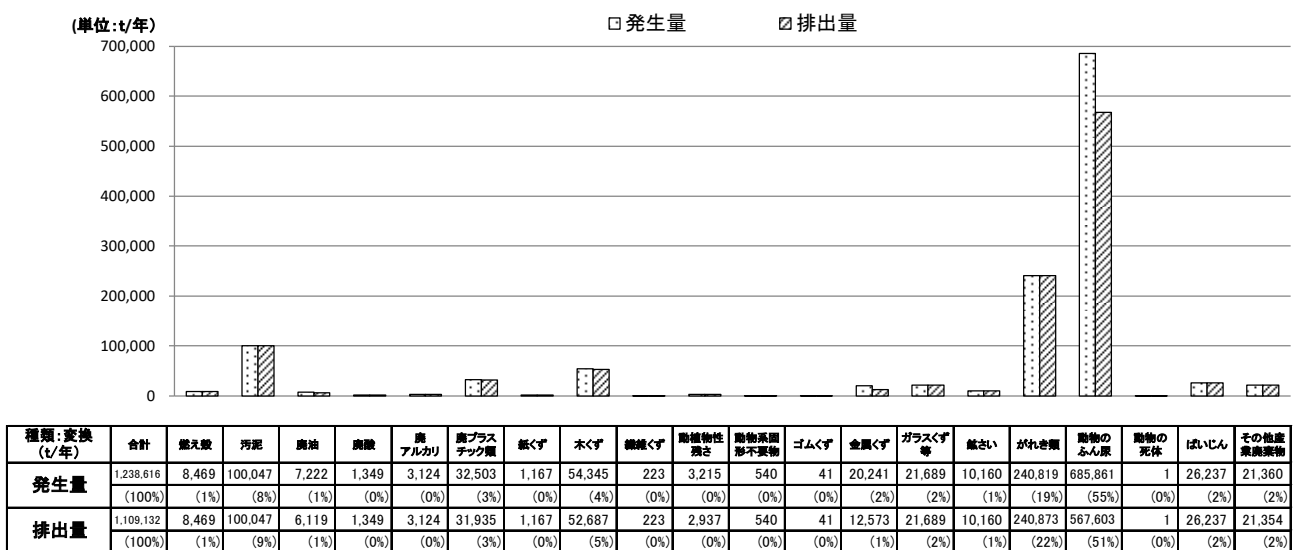 (単位:t/年)
発生量 排出量
700,000
600,000
500,000
400,000
300,000
200,000
100,000
0
種類:変換 (t/年) 合計 燃え殻 汚泥 廃油 廃酸 廃アルカリ 廃プラスチック類 紙くず 木くず 繊維くず 動植物性残さ 動物系固形不要物 ゴムくず 金属くず ガラスくず等 鉱さい がれき類 動物のふん尿 動物の死体 ばいじん その他産業廃棄物
発生量 1,238,616 8,469 100,047 7,222 1,349 3,124 32,503 1,167 54,345 223 3,215 540 41 20,241 21,689 10,160 240,819 685,861 1 26,237 21,360
(100%) (1%) (8%) (1%) (0%) (0%) (3%) (0%) (4%) (0%) (0%) (0%) (0%) (2%) (2%) (1%) (19%) (55%) (0%) (2%) (2%)
排出量 1,109,132 8,469 100,047 6,119 1,349 3,124 31,935 1,167 52,687 223 2,937 540 41 12,573 21,689 10,160 240,873 567,603 1 26,237 21,354
(100%) (1%) (9%) (1%) (0%) (0%) (3%) (0%) (5%) (0%) (0%) (0%) (0%) (1%) (2%) (1%) (22%) (51%) (0%) (2%) (2%)